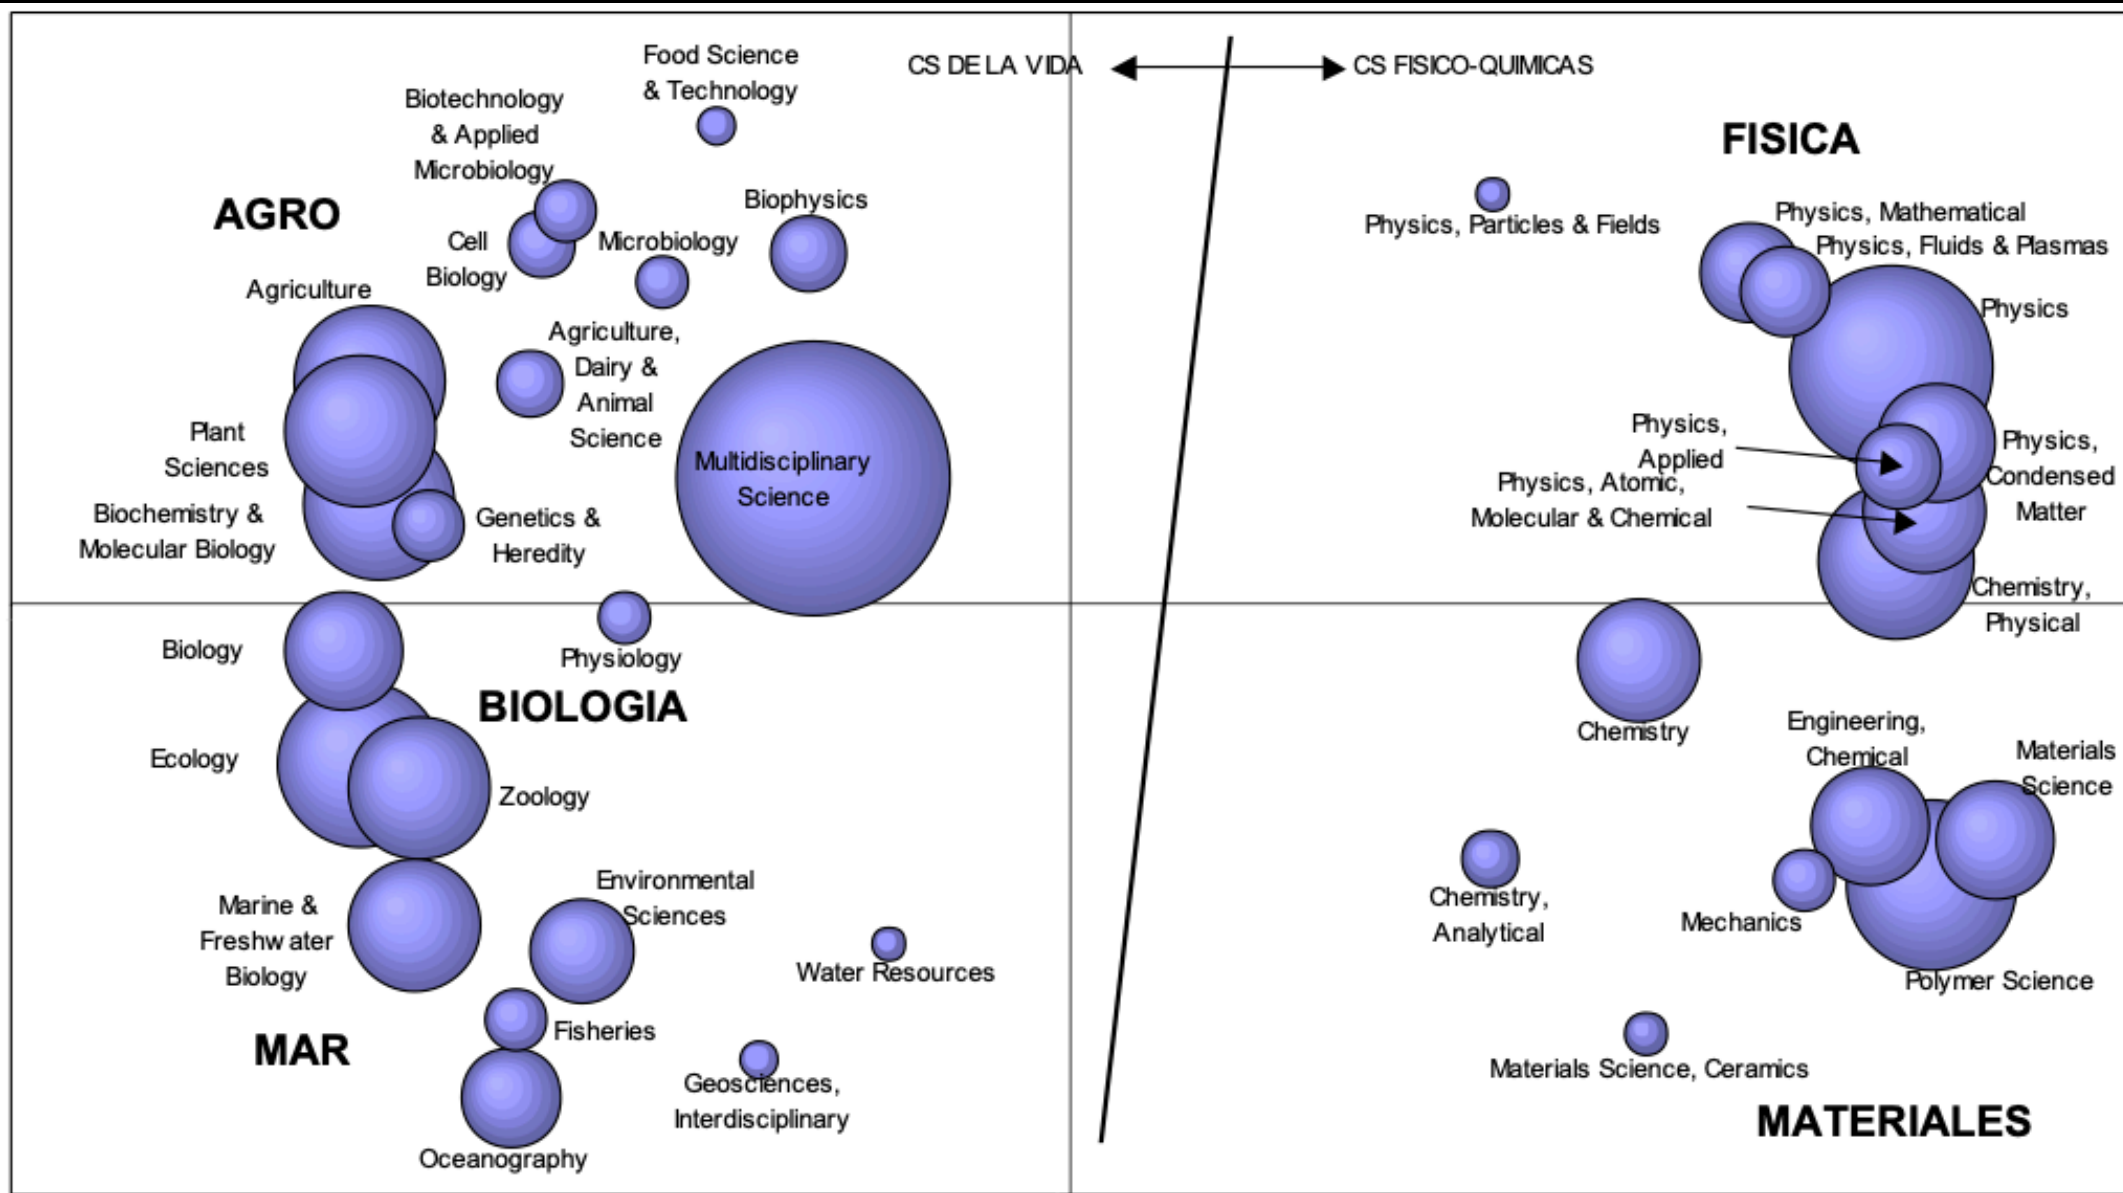 Food Science
& Technology
CS DE LA VIDA
CS FISICO-QUIMICAS
Biotechnology
& Applied
Microbiology
FISICA
AGRO
Biophysics
Physics, Particles & Fields
Physics, Mathematical
Physics, Fluids & Plasmas
Cell
Biology
Microbiology
Agriculture
Physics
Agriculture,
Dairy &
Animal
Science
Plant
Sciences
Multidisciplinary
Science
Physics,
Applied
Physics,
Condensed
Matter
Physics, Atomic,
Molecular & Chemical
Biochemistry &
Molecular Biology
Genetics &
Heredity
Chemistry,
Physical
Biology
Physiology
BIOLOGIA
Chemistry
Engineering,
Chemical
Materials
Science
Ecology
Zoology
Environmental
Sciences
Marine &
Freshwater
Biology
Chemistry,
Analytical
Mechanics
Water Resources
Polymer Science
MAR
Fisheries
Geosciences,
Interdisciplinary
Materials Science, Ceramics
MATERIALES
Oceanography